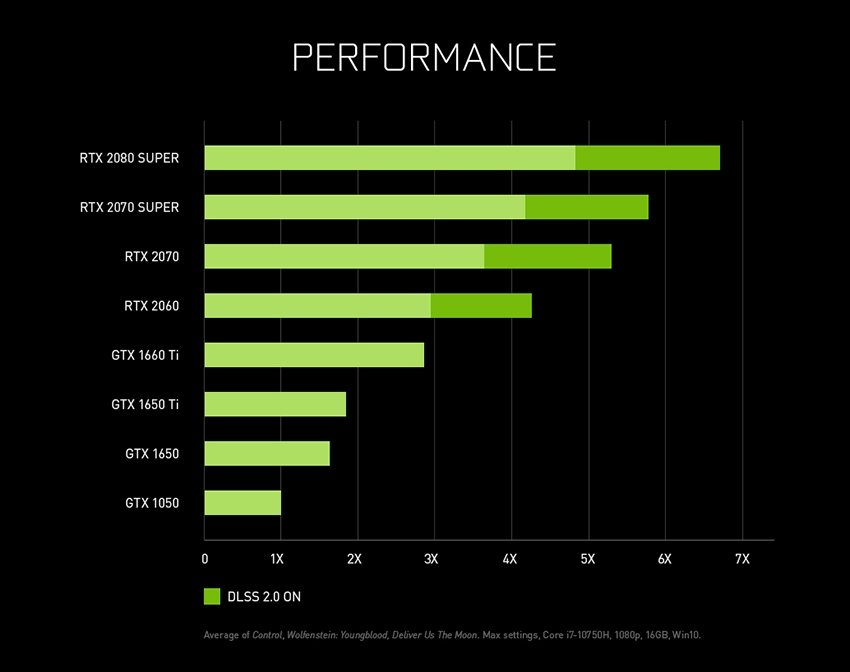 PERFORMANCE
RTX 2080 SUPER
RTX 2070 SUPER
RTX 2070
RTX 2060
GTX 1660 Ti
GTX 1650 Ti
GTX 1650
GTX 1050
0 1X 2X 3X 4X 5X 6X 7X
DLSS 2.0 ON
Average of Control, Wolfenstein: Youngblood, Deliver Us The Moon. Max settings, Core i7-10750H, 1080p, 16GB, Win10.